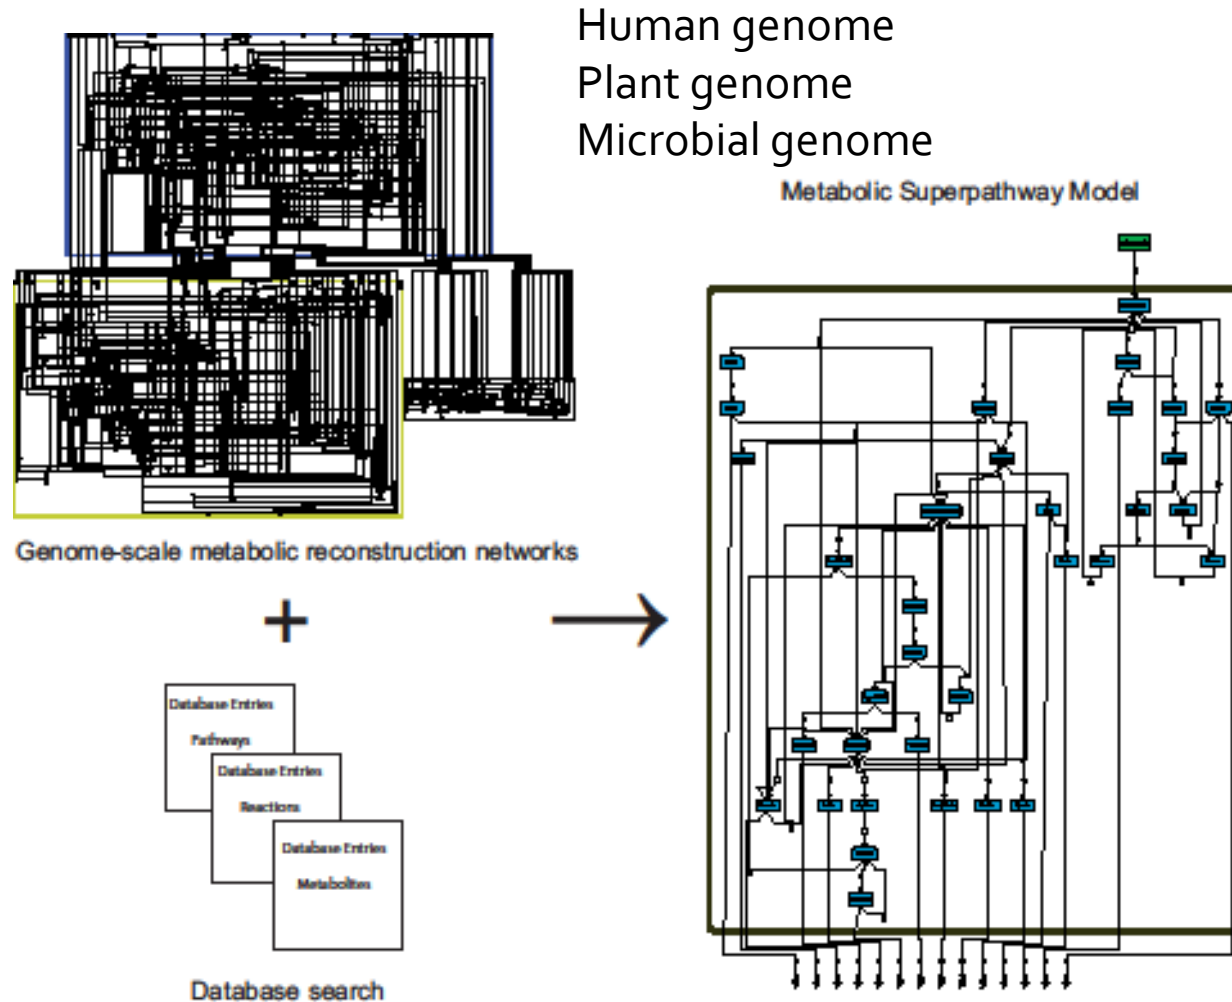 Human genome
Plant genome
Microbial genome
Metabolic Superpathway Model
Genome-scale metabolic reconstruction networks
+
Database Entries
Pathways
Database Entries
Reactions
Database Entries
Metabolites
Database search